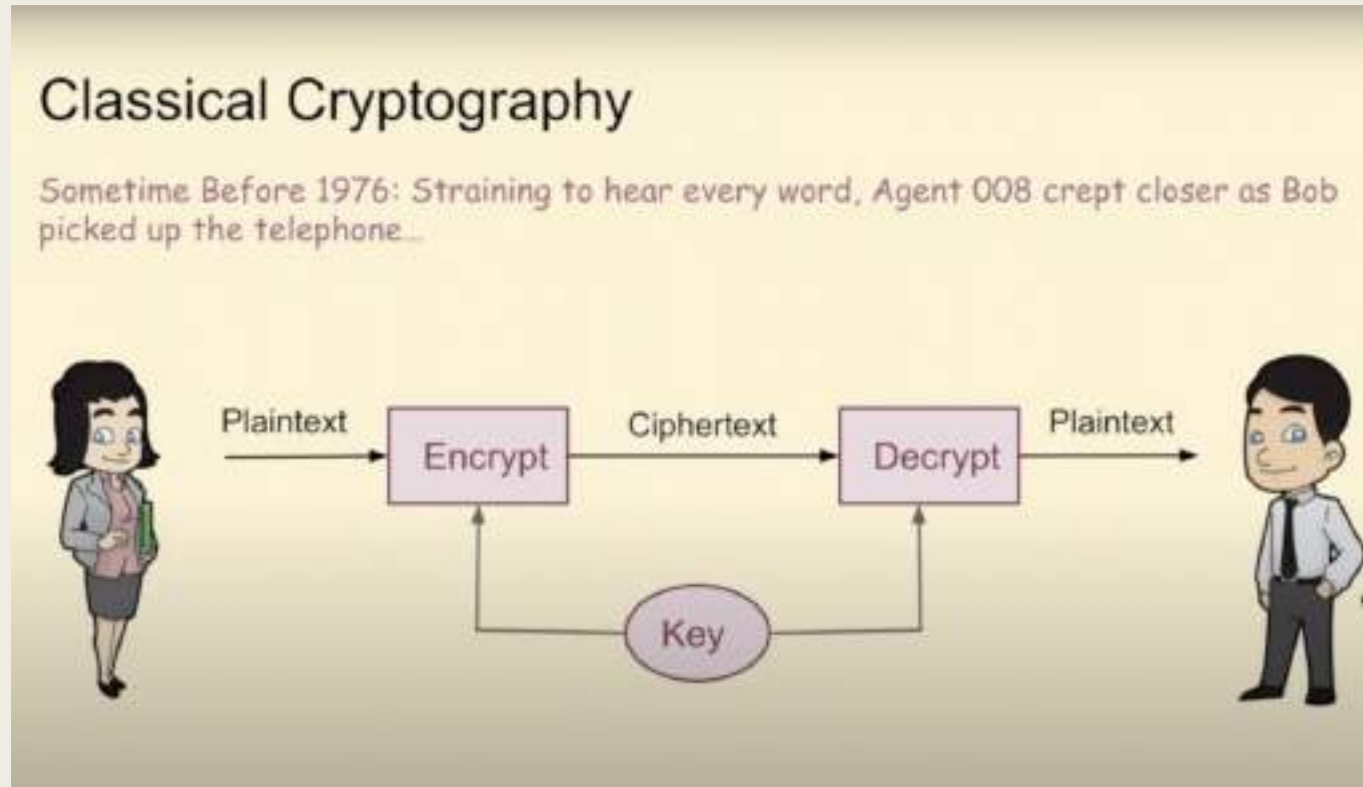 Classical Cryptography
Sometime Before 1976: Straining to hear every word, Agent 008 crept closer as Bob
picked up the telephone...
Plaintext
Encrypt
Ciphertext
Decrypt
Plaintext
Key